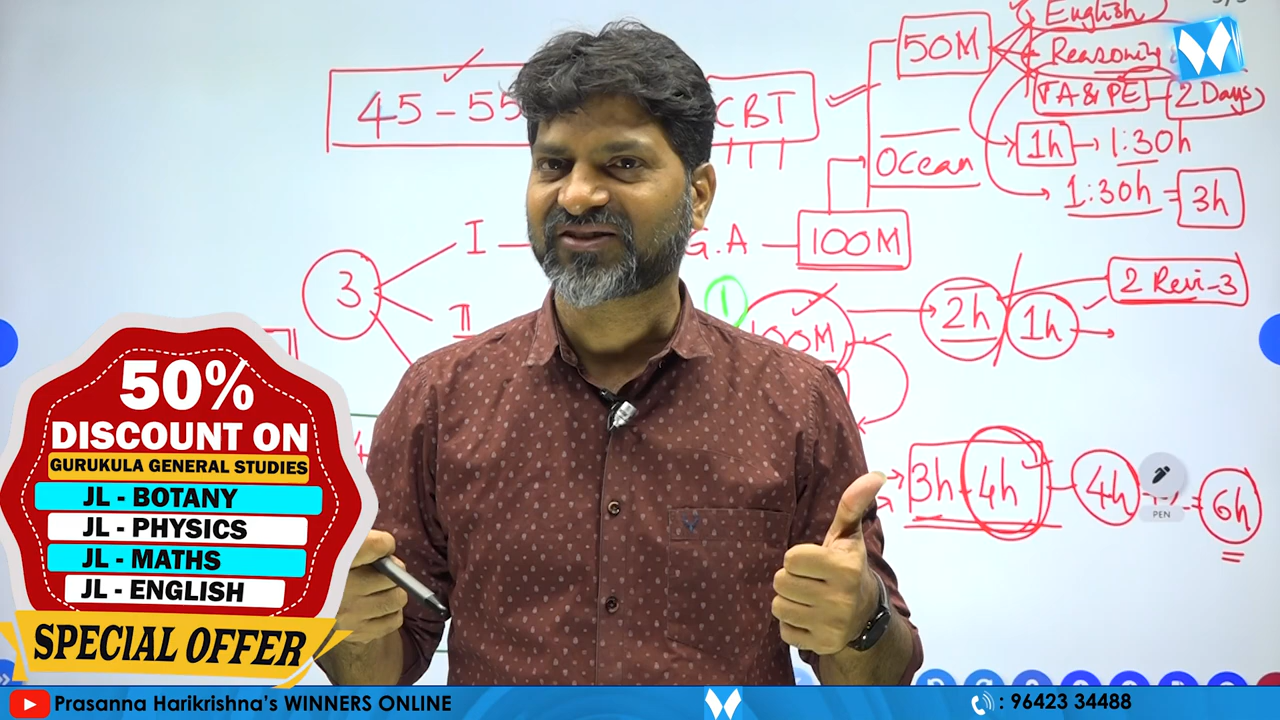 English
50M
Reasoning
45 - 55
CBT
TA & PE
2 Days
1h → 1:30h
Ocean
1:30h = 3h
3
I
G.A
100M
2 Revi-3
1
II
100M
2h
1h
3h - 4h
4h
6h
PEN
50%
DISCOUNT ON
GURUKULA GENERAL STUDIES
JL - BOTANY
JL - PHYSICS
JL - MATHS
JL - ENGLISH
SPECIAL OFFER
Prasanna Harikrishna's WINNERS ONLINE
: 96423 34488